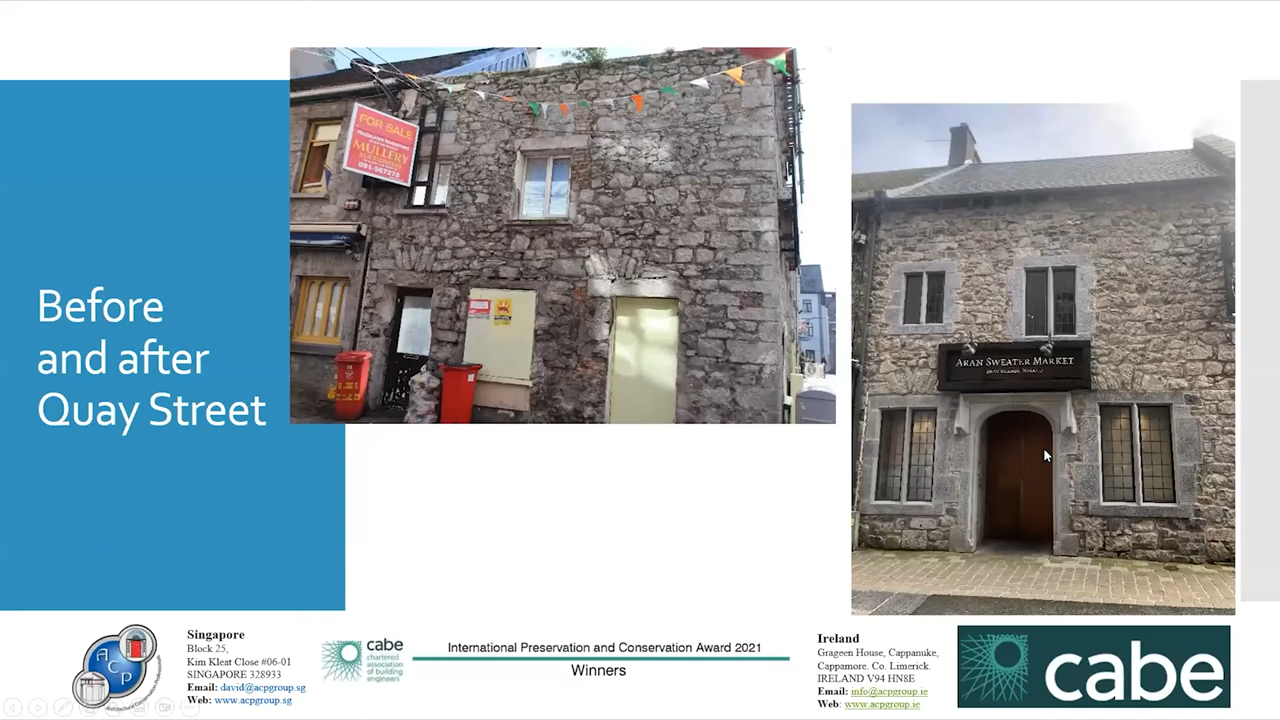 Before
and after
Quay Street
FOR SALE
MULLERY
091-567275
ARAN SWEATER MARKET
Singapore
Block 25,
Kim Kleat Close #06-01
SINGAPORE 328933
Email: david@acpgroup.sg
Web: www.acpgroup.sg
ACP
cabe
chartered
association of
building
engineers
International Preservation and Conservation Award 2021
Winners
Ireland
Grageen House, Cappanuke,
Cappamore. Co. Limerick.
IRELAND V94 HN8E
Email: info@acpgroup.ie
Web: www.acpgroup.ie
cabe